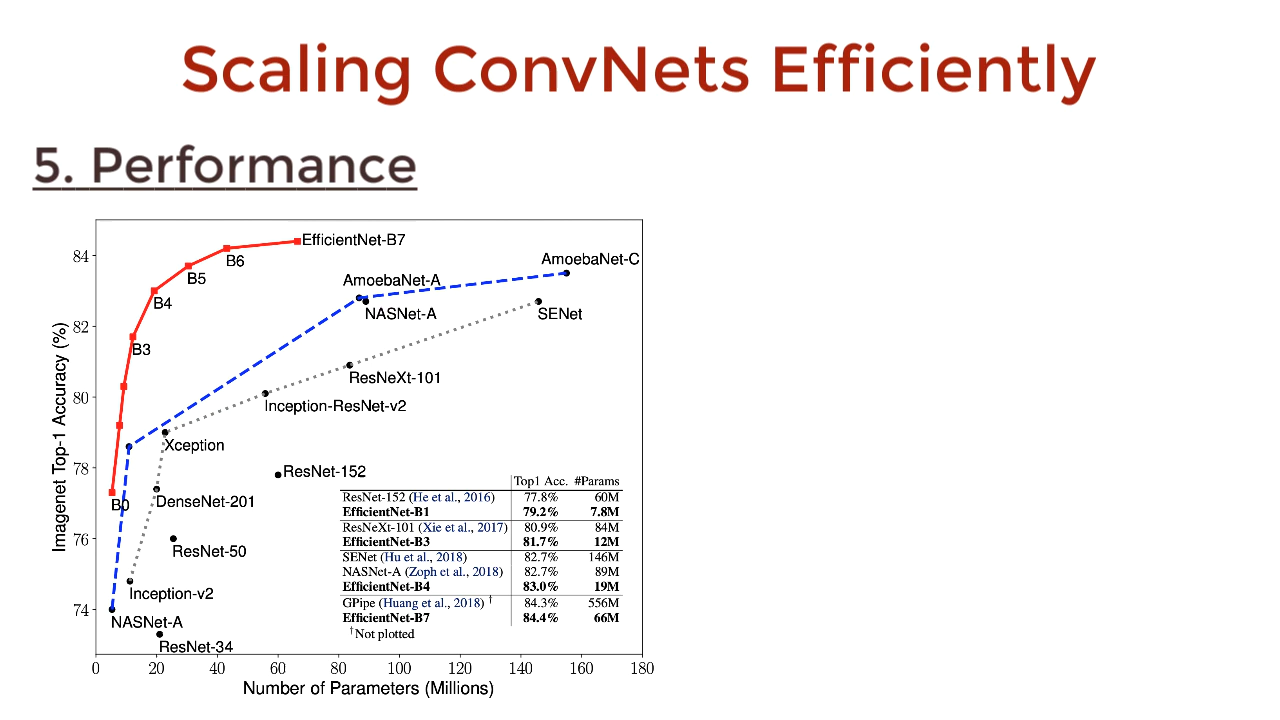 Scaling ConvNets Efficiently
5. Performance
84
82
80
78
76
74
Imagenet Top-1 Accuracy (%)
EfficientNet-B7
B6
B5
B4
B3
B0
AmoebaNet-C
AmoebaNet-A
NASNet-A
SENet
ResNeXt-101
Inception-ResNet-v2
Xception
ResNet-152
DenseNet-201
ResNet-50
Inception-v2
NASNet-A
ResNet-34
Top1 Acc. #Params
ResNet-152 (He et al., 2016) 77.8% 60M
EfficientNet-B1 79.2% 7.8M
ResNeXt-101 (Xie et al., 2017) 80.9% 84M
EfficientNet-B3 81.7% 12M
SENet (Hu et al., 2018) 82.7% 146M
NASNet-A (Zoph et al., 2018) 82.7% 89M
EfficientNet-B4 83.0% 19M
GPipe (Huang et al., 2018) † 84.3% 556M
EfficientNet-B7 84.4% 66M
†Not plotted
0 20 40 60 80 100 120 140 160 180
Number of Parameters (Millions)